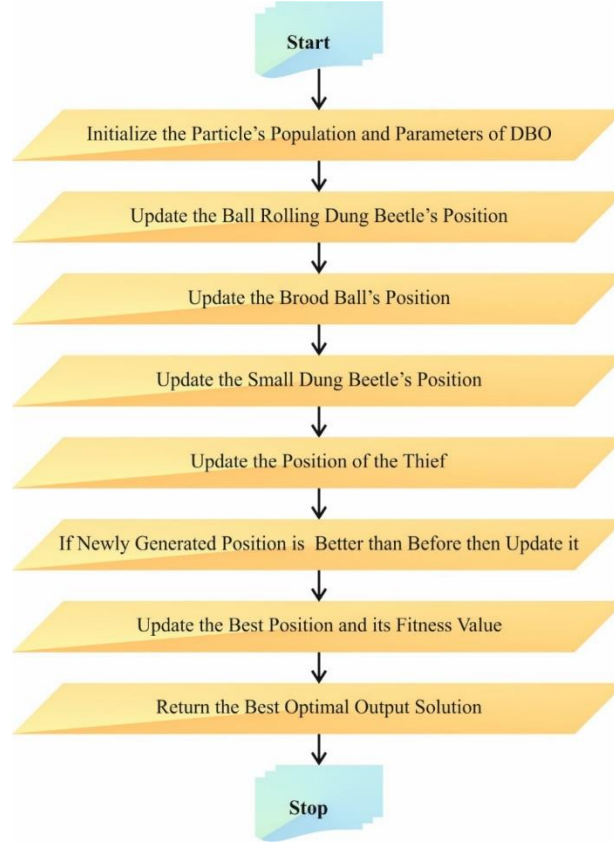 Start
Initialize the Particle's Population and Parameters of DBO
Update the Ball Rolling Dung Beetle's Position
Update the Brood Ball's Position
Update the Small Dung Beetle's Position
Update the Position of the Thief
If Newly Generated Position is Better than Before then Update it
Update the Best Position and its Fitness Value
Return the Best Optimal Output Solution
Stop